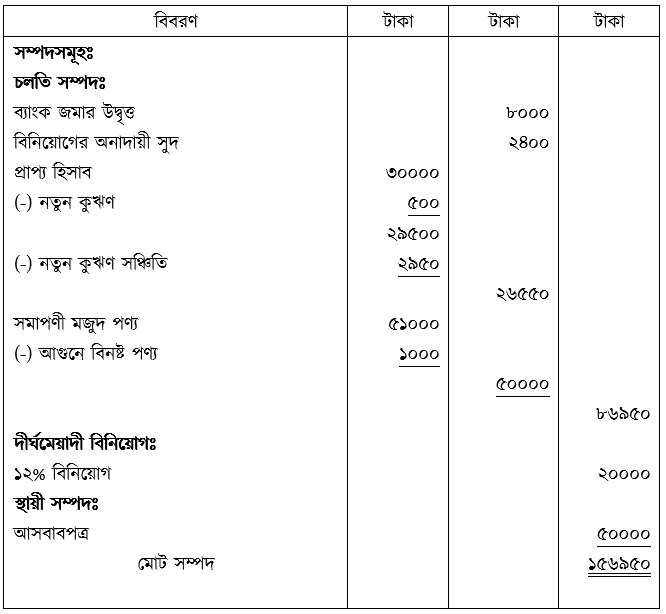 বিবরণ টাকা টাকা টাকা
সম্পদসমূহঃ
চলতি সম্পদঃ
ব্যাংক জমার উদ্বৃত্ত ৮০০০
বিনিয়োগের অনাদায়ী সুদ ২৪০০
প্রাপ্য হিসাব ৩০০০০
(-) নতুন কুঋণ ৫০০
২৯৫০০
(-) নতুন কুঋণ সঞ্চিতি ২৯৫০
২৬৫৫০
সমাপণী মজুদ পণ্য ৫১০০০
(-) আগুনে বিনষ্ট পণ্য ১০০০
৫০০০০
৮৬৯৫০
দীর্ঘমেয়াদী বিনিয়োগঃ
১২% বিনিয়োগ ২০০০০
স্থায়ী সম্পদঃ
আসবাবপত্র ৫০০০০
মোট সম্পদ ১৫৬৯৫০